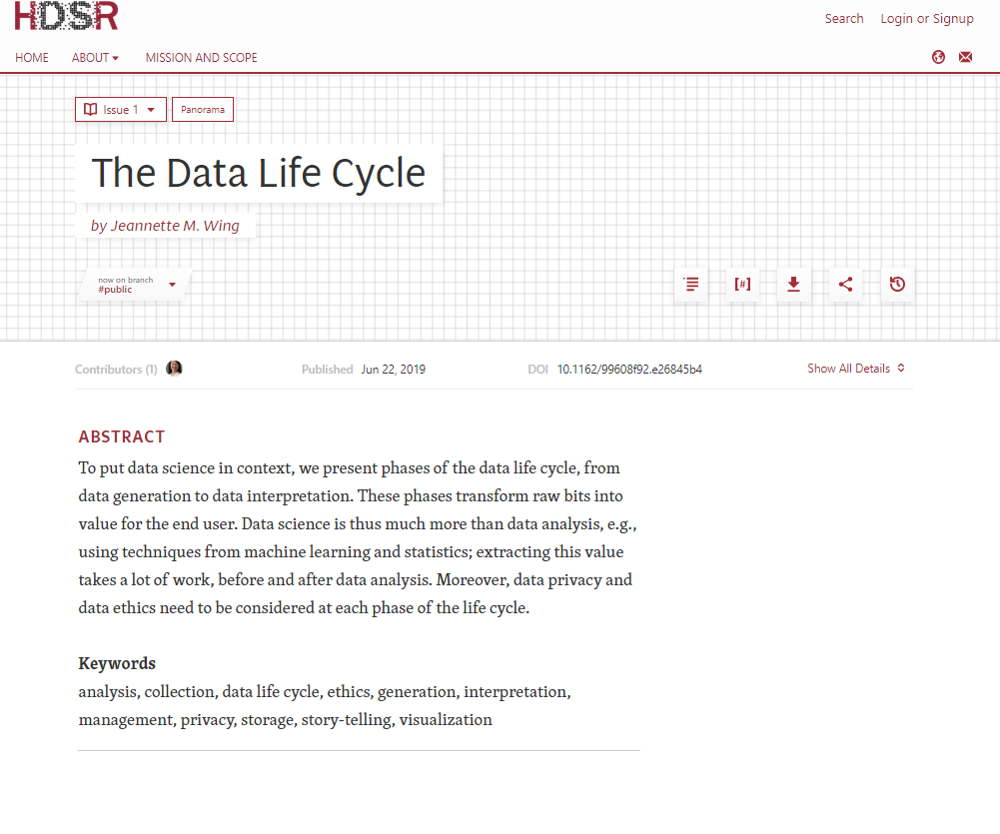 HDSR
Search Login or Signup
HOME ABOUT MISSION AND SCOPE
Issue 1 Panorama
The Data Life Cycle
by Jeannette M. Wing
now on branch
#public
[#]
Contributors (1) Published Jun 22, 2019 DOI 10.1162/99608f92.e26845b4 Show All Details
ABSTRACT
To put data science in context, we present phases of the data life cycle, from
data generation to data interpretation. These phases transform raw bits into
value for the end user. Data science is thus much more than data analysis, e.g.,
using techniques from machine learning and statistics; extracting this value
takes a lot of work, before and after data analysis. Moreover, data privacy and
data ethics need to be considered at each phase of the life cycle.
Keywords
analysis, collection, data life cycle, ethics, generation, interpretation,
management, privacy, storage, story-telling, visualization